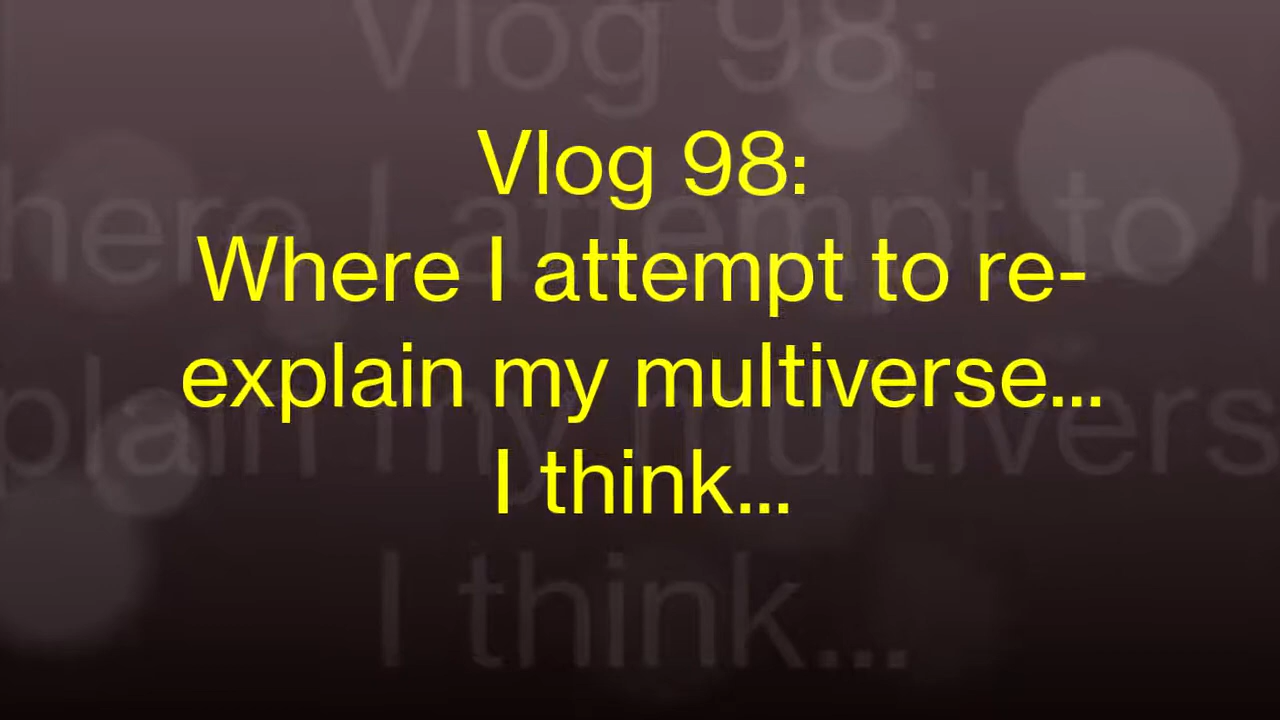 Vlog 98:
Where I attempt to re-
explain my multiverse...
I think...